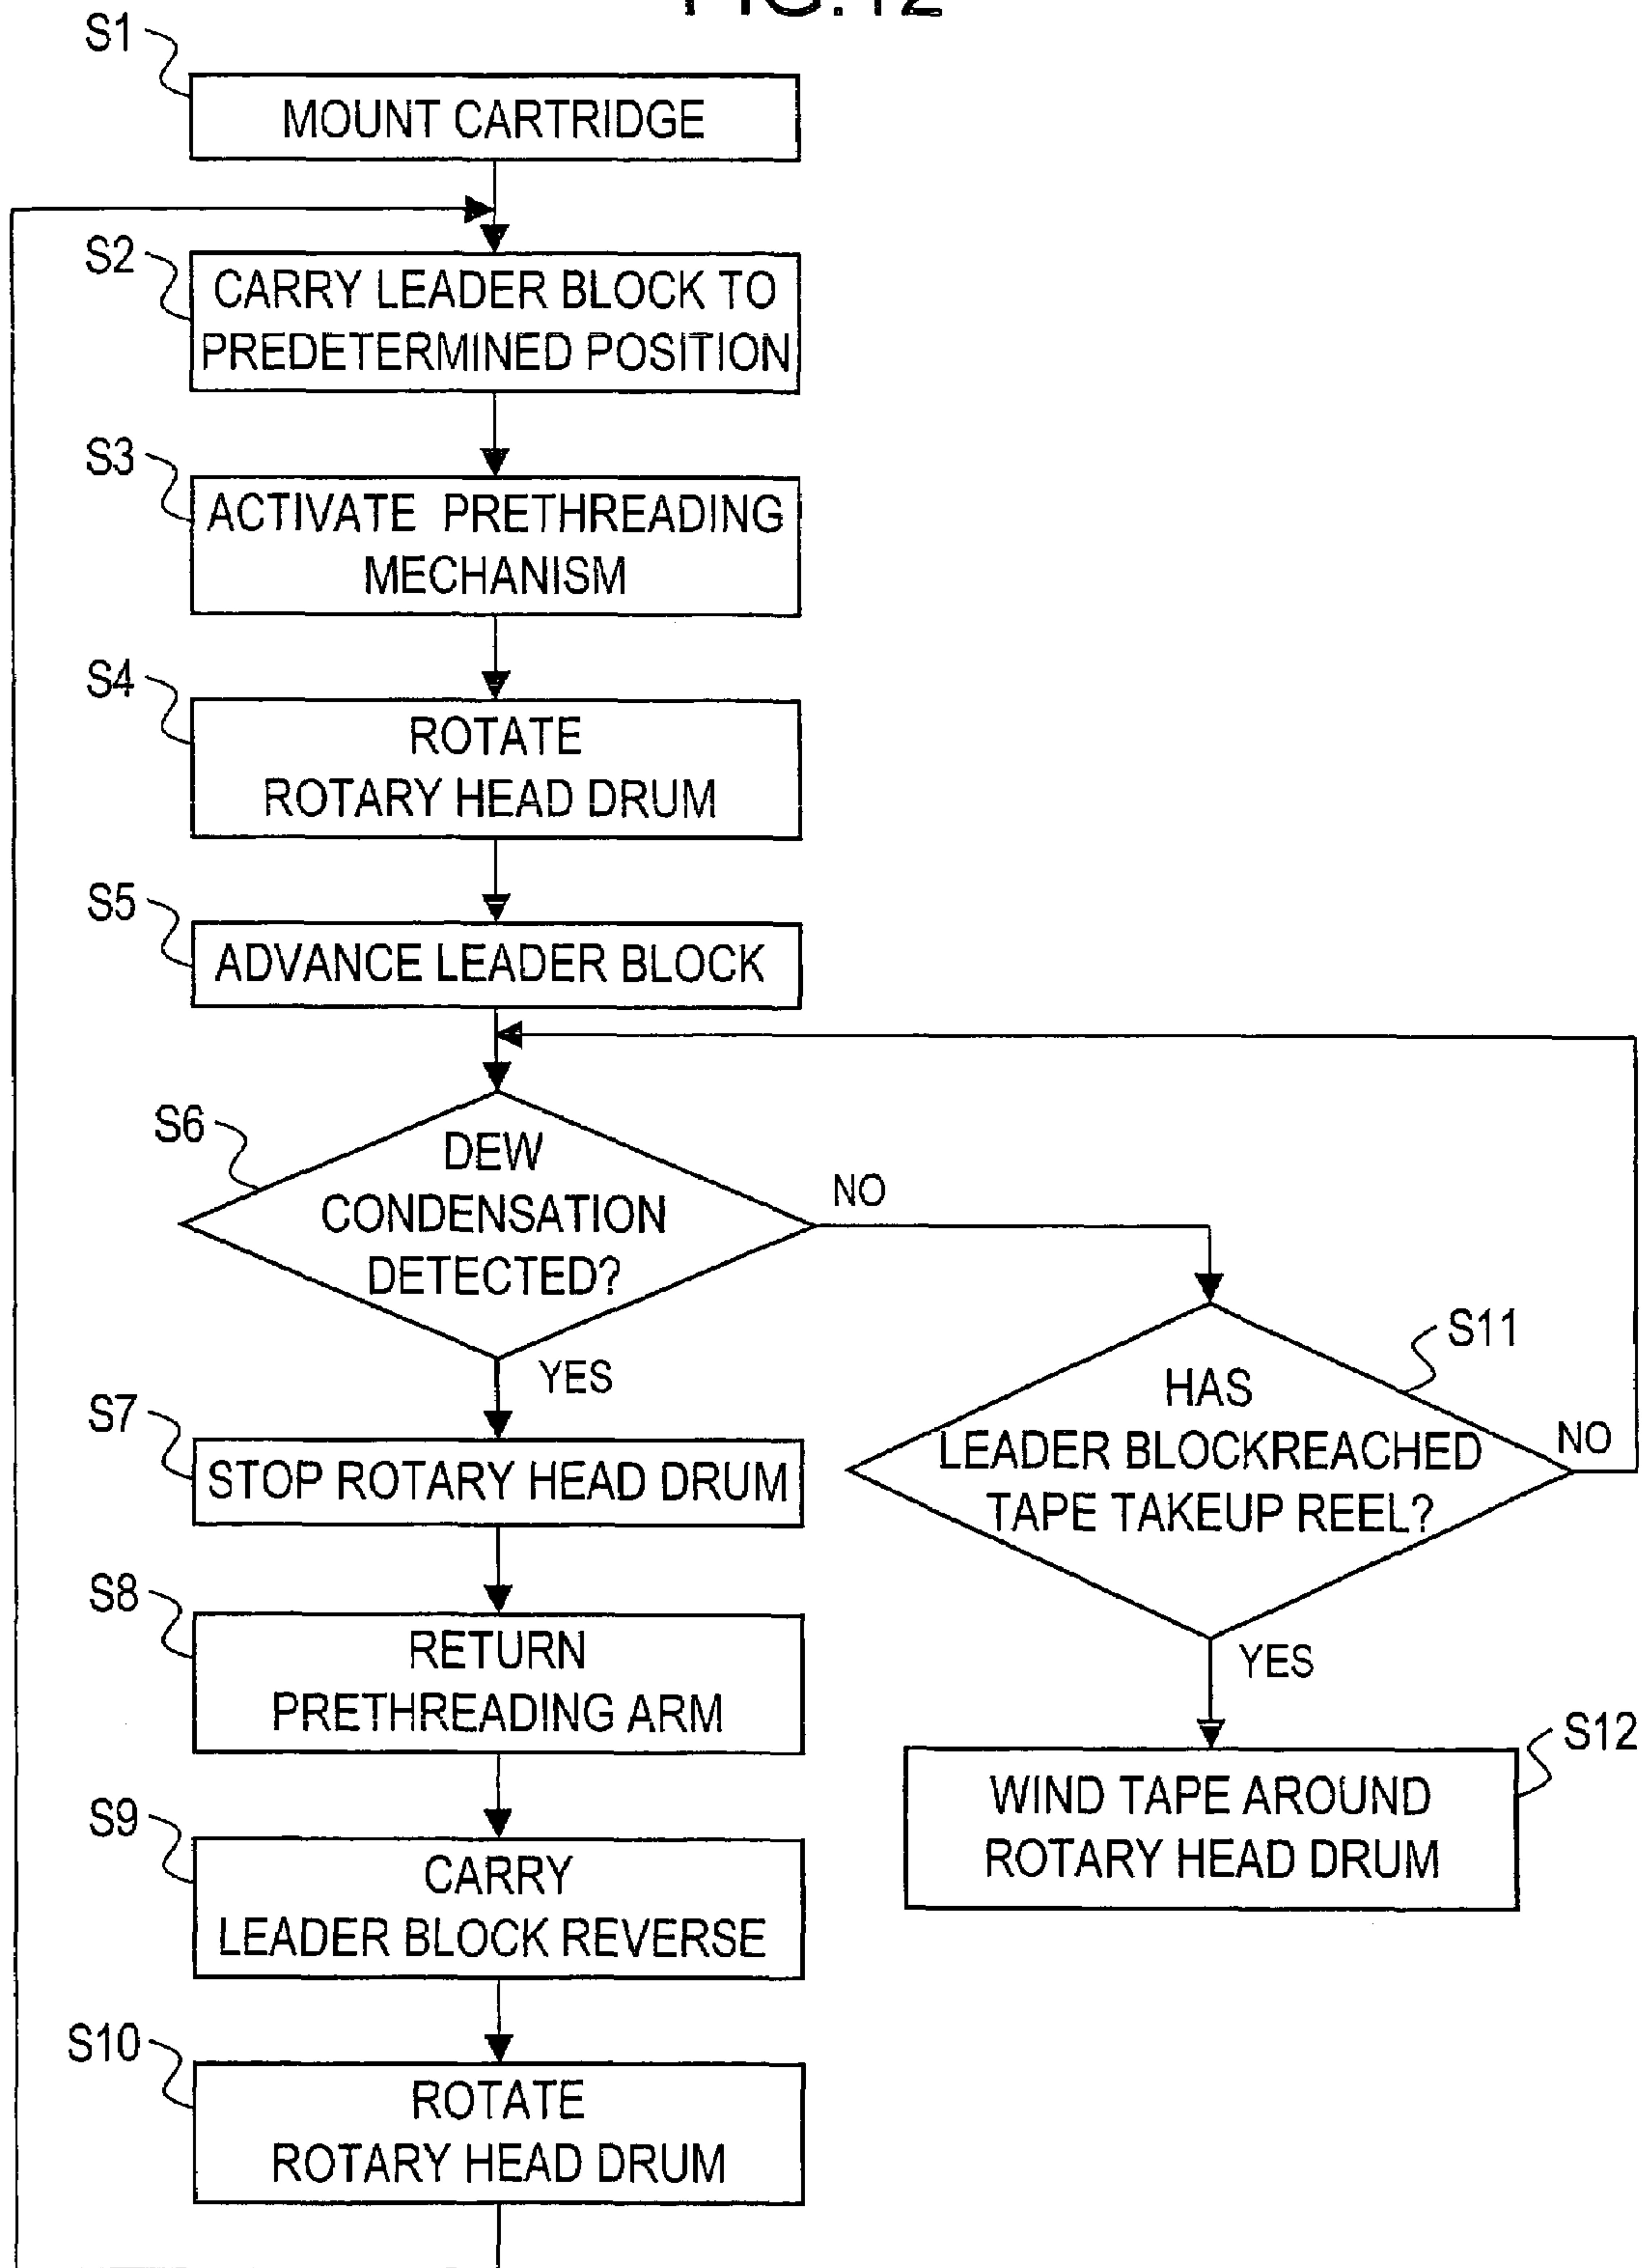 FIG.12
S1
MOUNT CARTRIDGE
S2
CARRY LEADER BLOCK TO
PREDETERMINED POSITION
S3
ACTIVATE PRETHREADING
MECHANISM
S4
ROTATE
ROTARY HEAD DRUM
S5
ADVANCE LEADER BLOCK
S6
DEW
CONDENSATION
DETECTED?
NO
YES
S7
STOP ROTARY HEAD DRUM
S8
RETURN
PRETHREADING ARM
S9
CARRY
LEADER BLOCK REVERSE
S10
ROTATE
ROTARY HEAD DRUM
S11
HAS
LEADER BLOCKREACHED
TAPE TAKEUP REEL?
NO
YES
S12
WIND TAPE AROUND
ROTARY HEAD DRUM